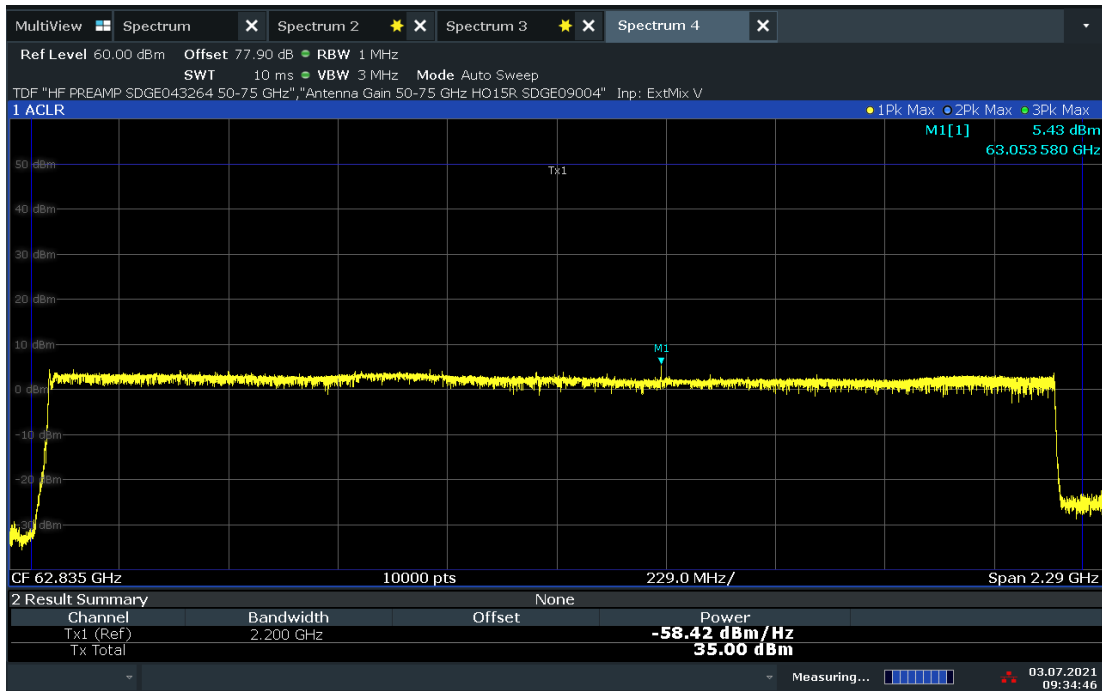 MultiView Spectrum X Spectrum 2 X Spectrum 3 X Spectrum 4 X
Ref Level 60.00 dBm Offset 77.90 dB RBW 1 MHz
SWT 10 ms VBW 3 MHz Mode Auto Sweep
TDF "HF PREAMP SDGE043264 50-75 GHz","Antenna Gain 50-75 GHz HO15R SDGE09004" Inp: ExtMix V
1 ACLR 1Pk Max 2Pk Max 3Pk Max
M1[1] 5.43 dBm
63.053 580 GHz
50 dBm
Tx1
40 dBm
30 dBm
20 dBm
10 dBm
M1
0 dBm
-10 dBm
-20 dBm
-30 dBm
CF 62.835 GHz 10000 pts 229.0 MHz/ Span 2.29 GHz
2 Result Summary None
Channel Bandwidth Offset Power
Tx1 (Ref) 2.200 GHz -58.42 dBm/Hz
Tx Total 35.00 dBm
Measuring... 03.07.2021
09:34:46